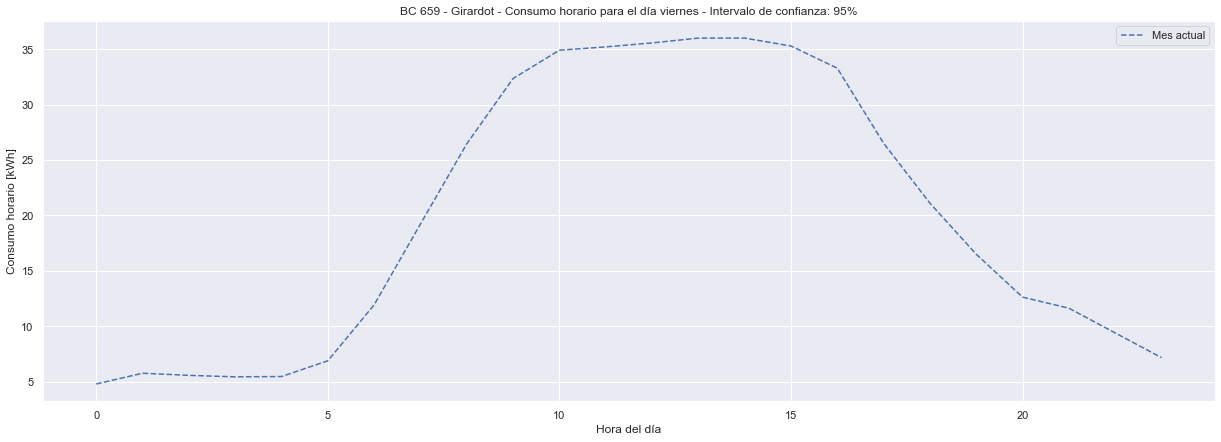 BC 659 - Girardot - Consumo horario para el día viernes - Intervalo de confianza: 95%
Mes actual
Consumo horario [kWh]
35
30
25
20
15
10
5
0 5 10 15 20
Hora del día